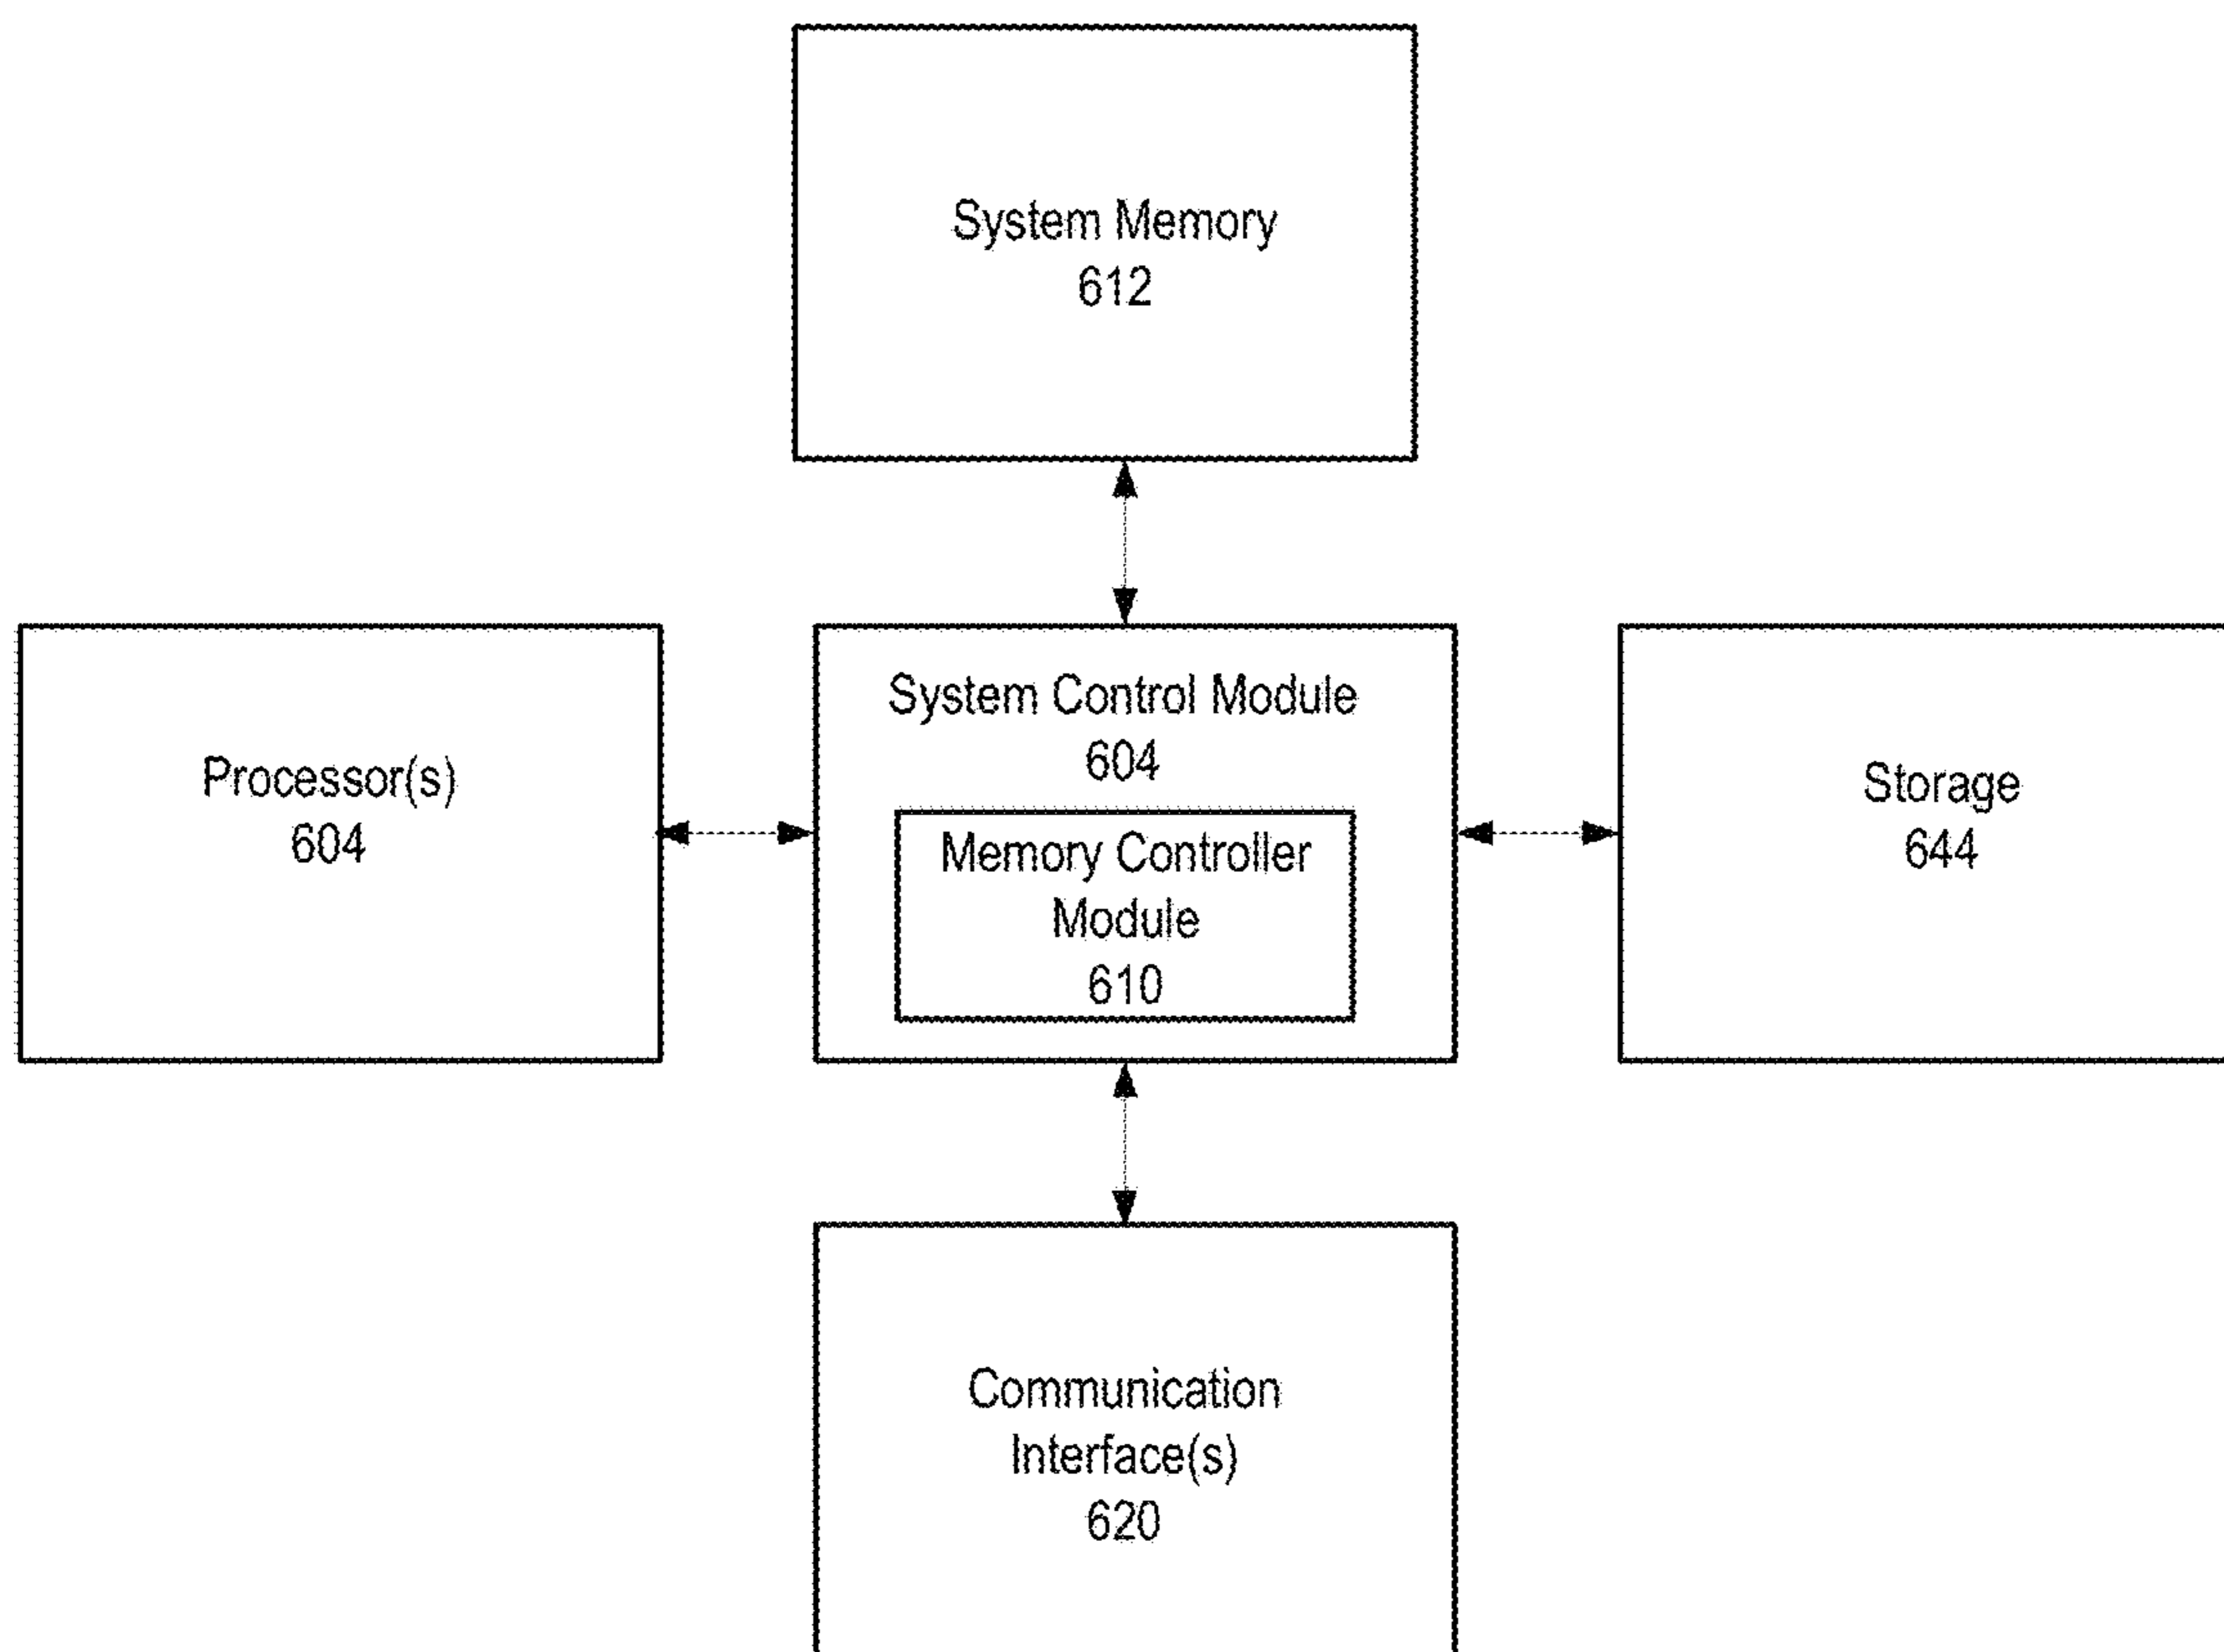 System Memory
612
System Control Module
604
Processor(s)
604
Memory Controller
Module
610
Storage
644
Communication
Interface(s)
620